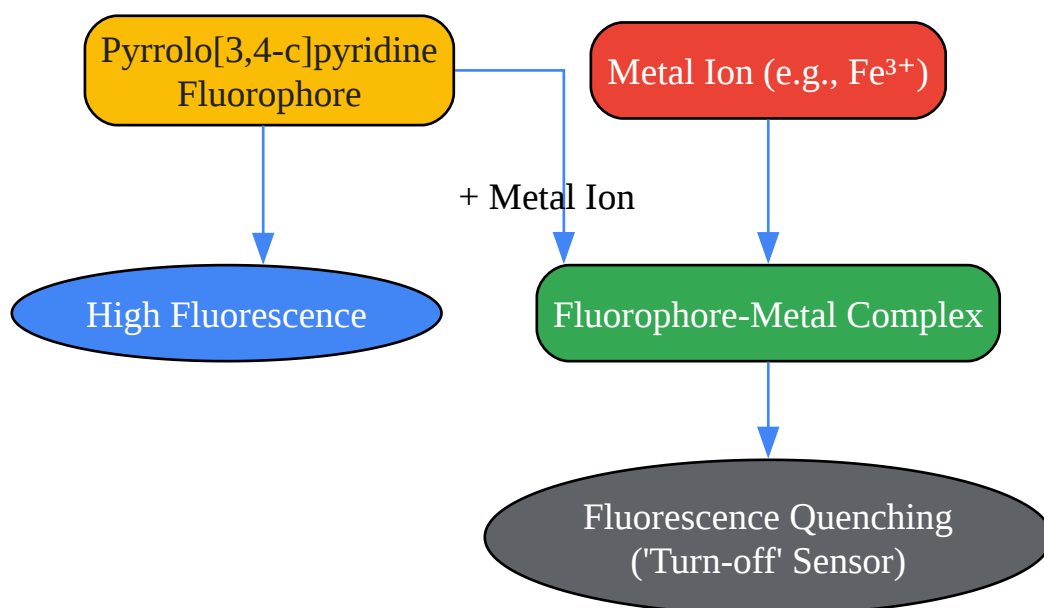 Pyrrolo[3,4-c]pyridine
Fluorophore
Metal Ion (e.g., Fe³⁺)
+ Metal Ion
High Fluorescence
Fluorophore-Metal Complex
Fluorescence Quenching
('Turn-off' Sensor)